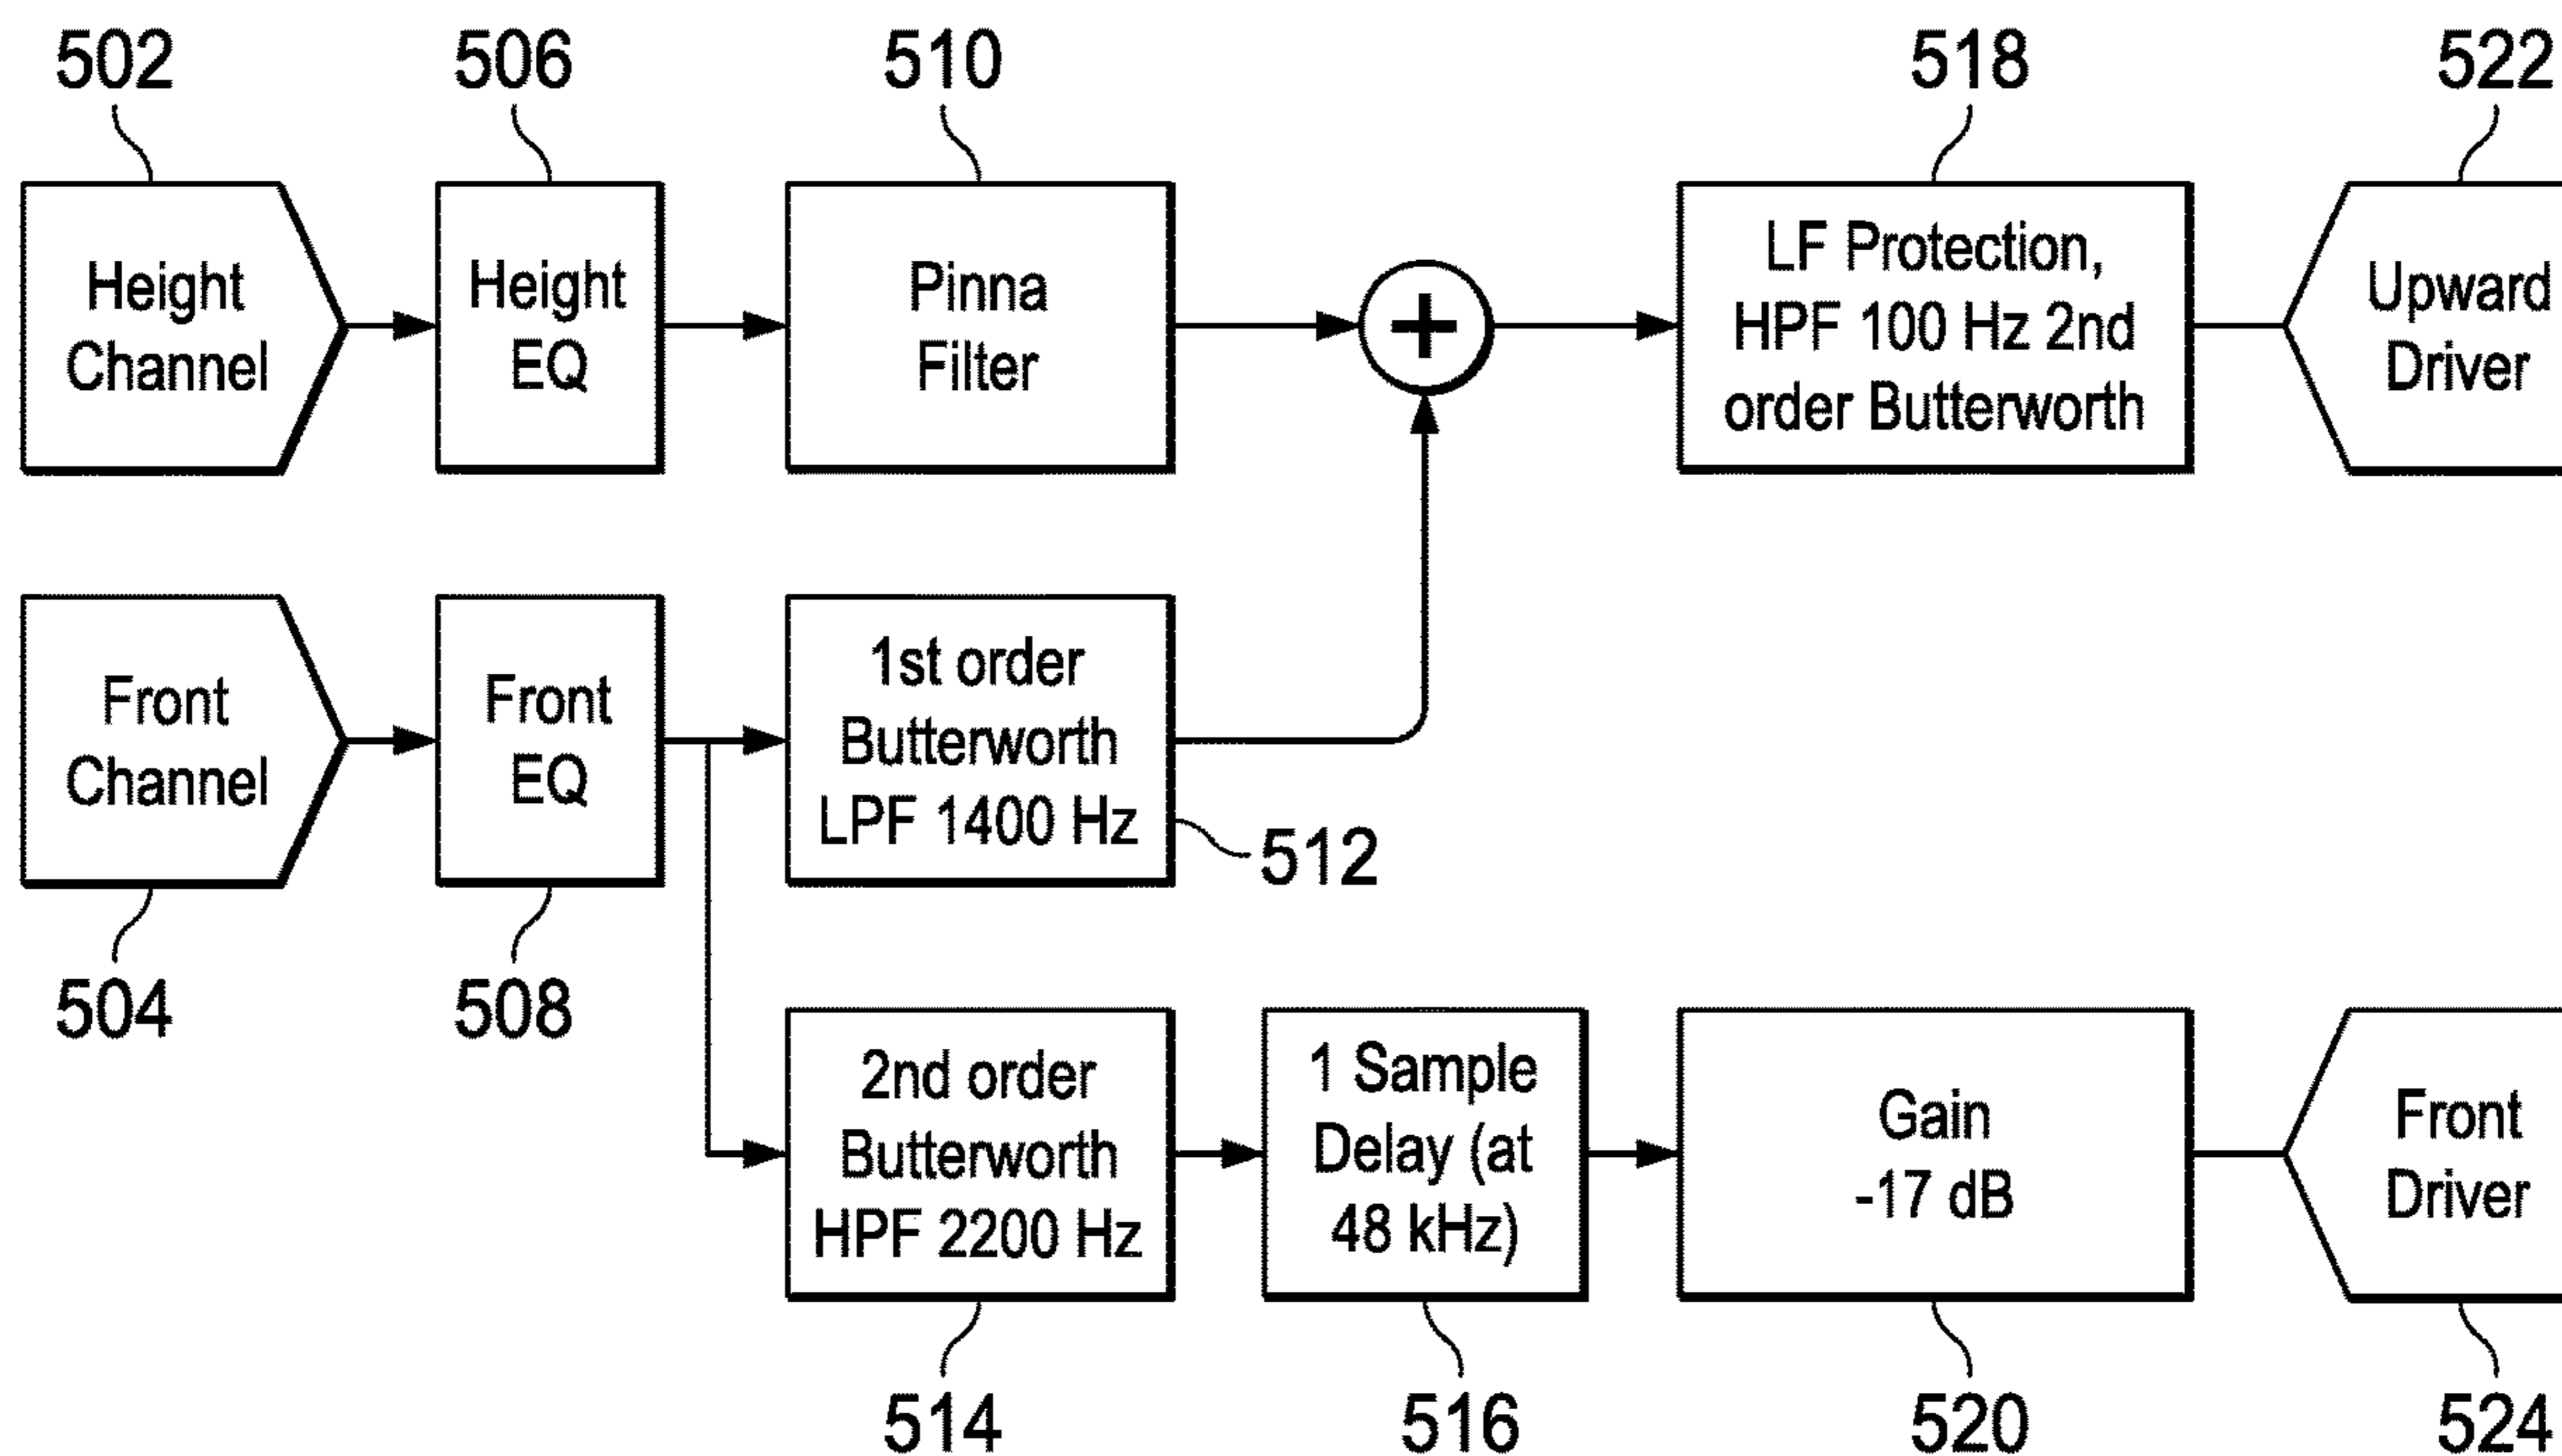 502
506
510
518
522
Height
Channel
Height
EQ
Pinna
Filter
+
LF Protection,
HPF 100 Hz 2nd
order Butterworth
Upward
Driver
Front
Channel
Front
EQ
1st order
Butterworth
LPF 1400 Hz
512
504
508
2nd order
Butterworth
HPF 2200 Hz
1 Sample
Delay (at
48 kHz)
Gain
-17 dB
Front
Driver
514
516
520
524